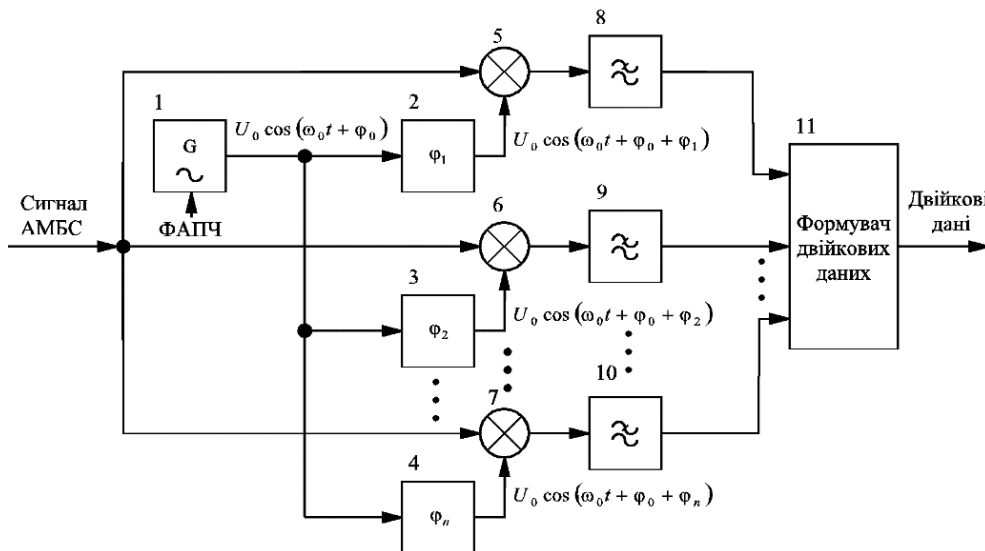 8
5
1
2
U₀ cos(ω₀t + φ₀)
11
G
φ₁
U₀ cos(ω₀t + φ₀ + φ₁)
9
Сигнал
АМБС
ФАПЧ
6
Формувач
двійкових
даних
Двійкові
дані
3
φ₂
U₀ cos(ω₀t + φ₀ + φ₂)
10
7
4
φₙ
U₀ cos(ω₀t + φ₀ + φₙ)